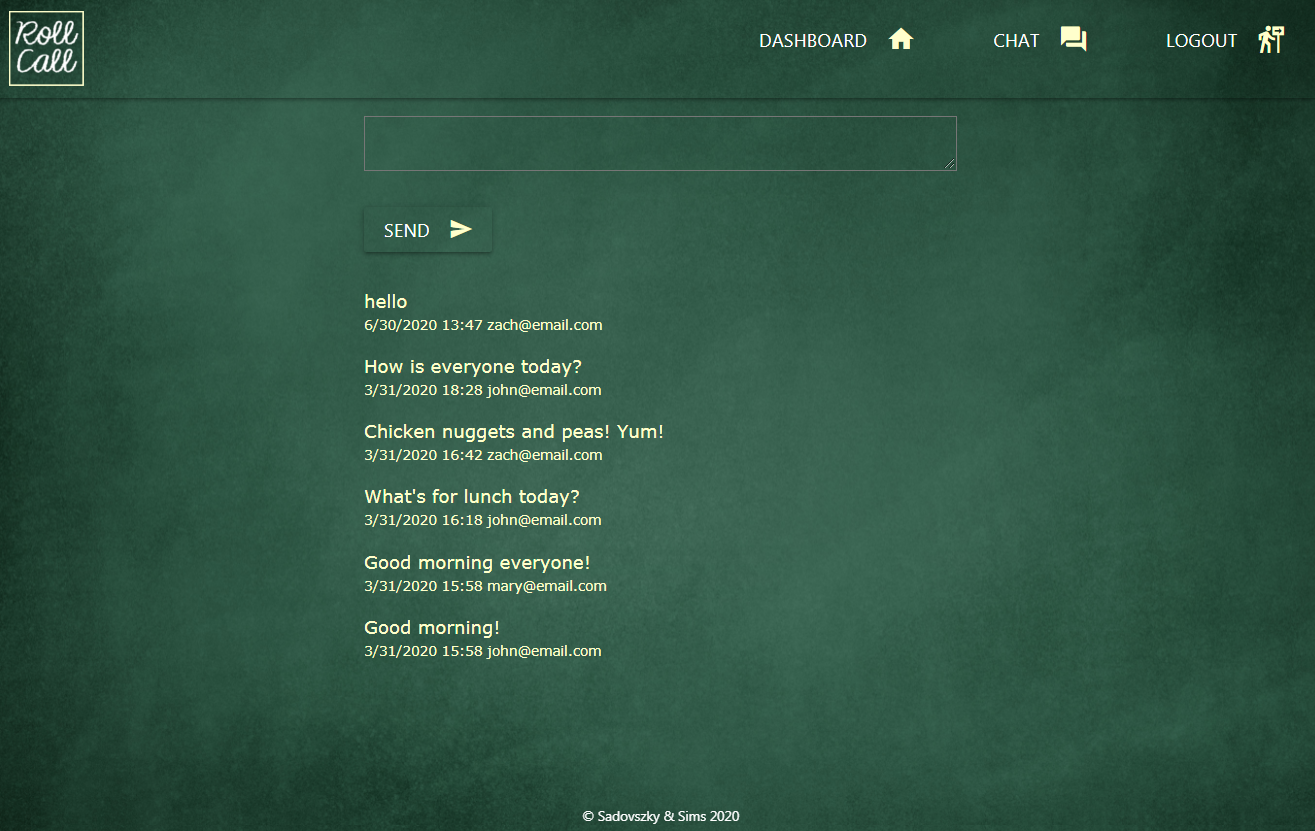 Roll
Call
DASHBOARD
CHAT
LOGOUT
SEND
hello
6/30/2020 13:47 zach@email.com
How is everyone today?
3/31/2020 18:28 john@email.com
Chicken nuggets and peas! Yum!
3/31/2020 16:42 zach@email.com
What's for lunch today?
3/31/2020 16:18 john@email.com
Good morning everyone!
3/31/2020 15:58 mary@email.com
Good morning!
3/31/2020 15:58 john@email.com
© Sadovszky & Sims 2020